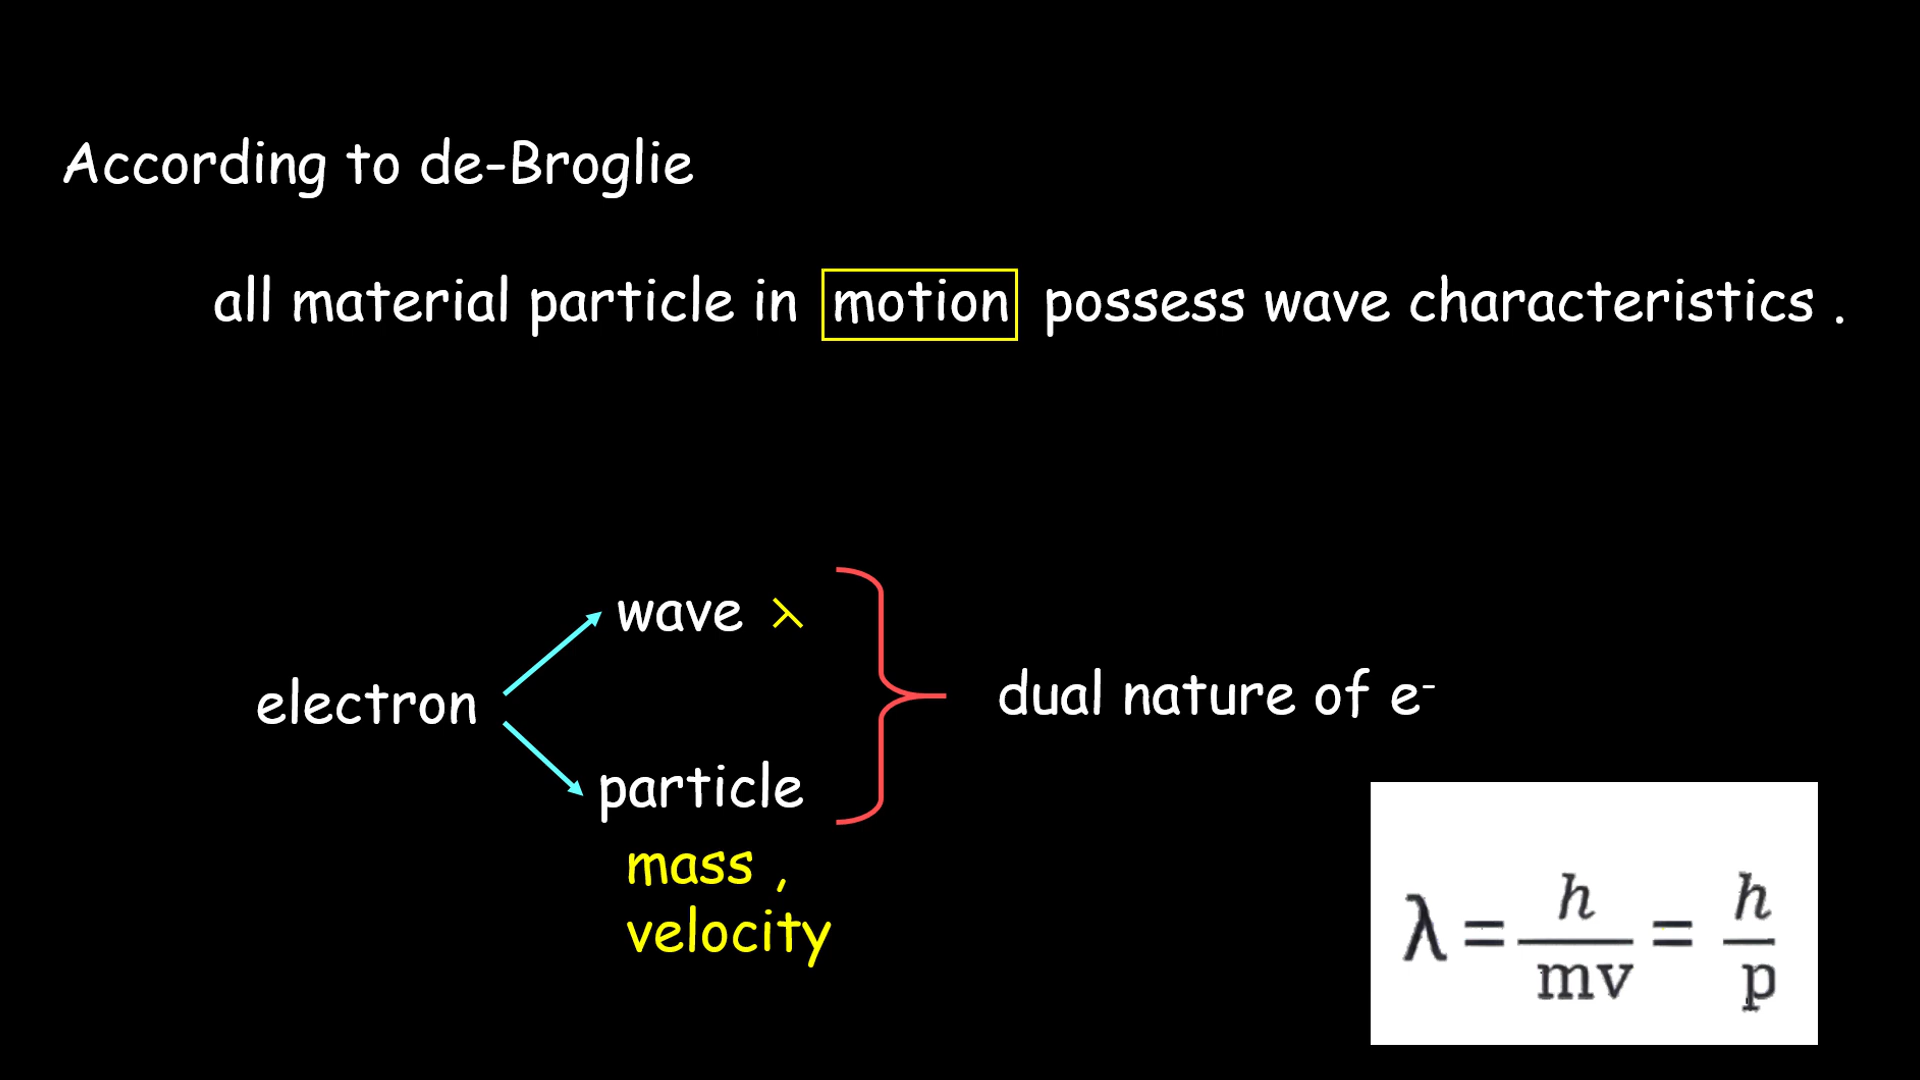 According to de-Broglie
all material particle in motion possess wave characteristics .
wave λ
electron
particle
mass ,
velocity
dual nature of e⁻
λ = h/mv = h/p